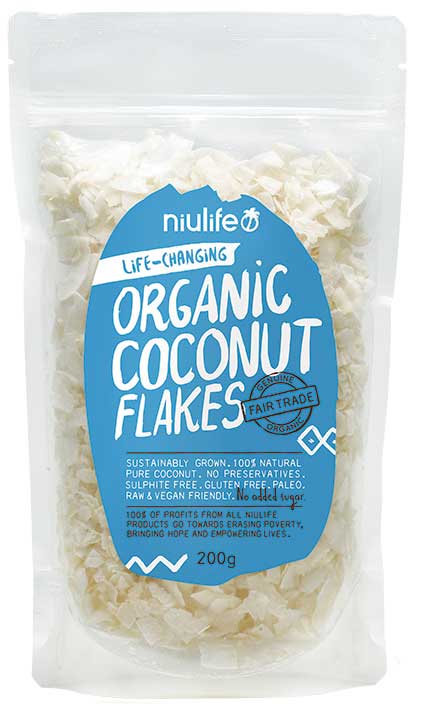 niulife
LIFE-CHANGING
ORGANIC
COCONUT
FLAKES
GENUINE
FAIR TRADE
ORGANIC
SUSTAINABLY GROWN. 100% NATURAL
PURE COCONUT. NO PRESERVATIVES.
SULPHITE FREE. GLUTEN FREE. PALEO.
RAW & VEGAN FRIENDLY. No added sugar.
100% OF PROFITS FROM ALL NIULIFE
PRODUCTS GO TOWARDS ERASING POVERTY,
BRINGING HOPE AND EMPOWERING LIVES.
200g